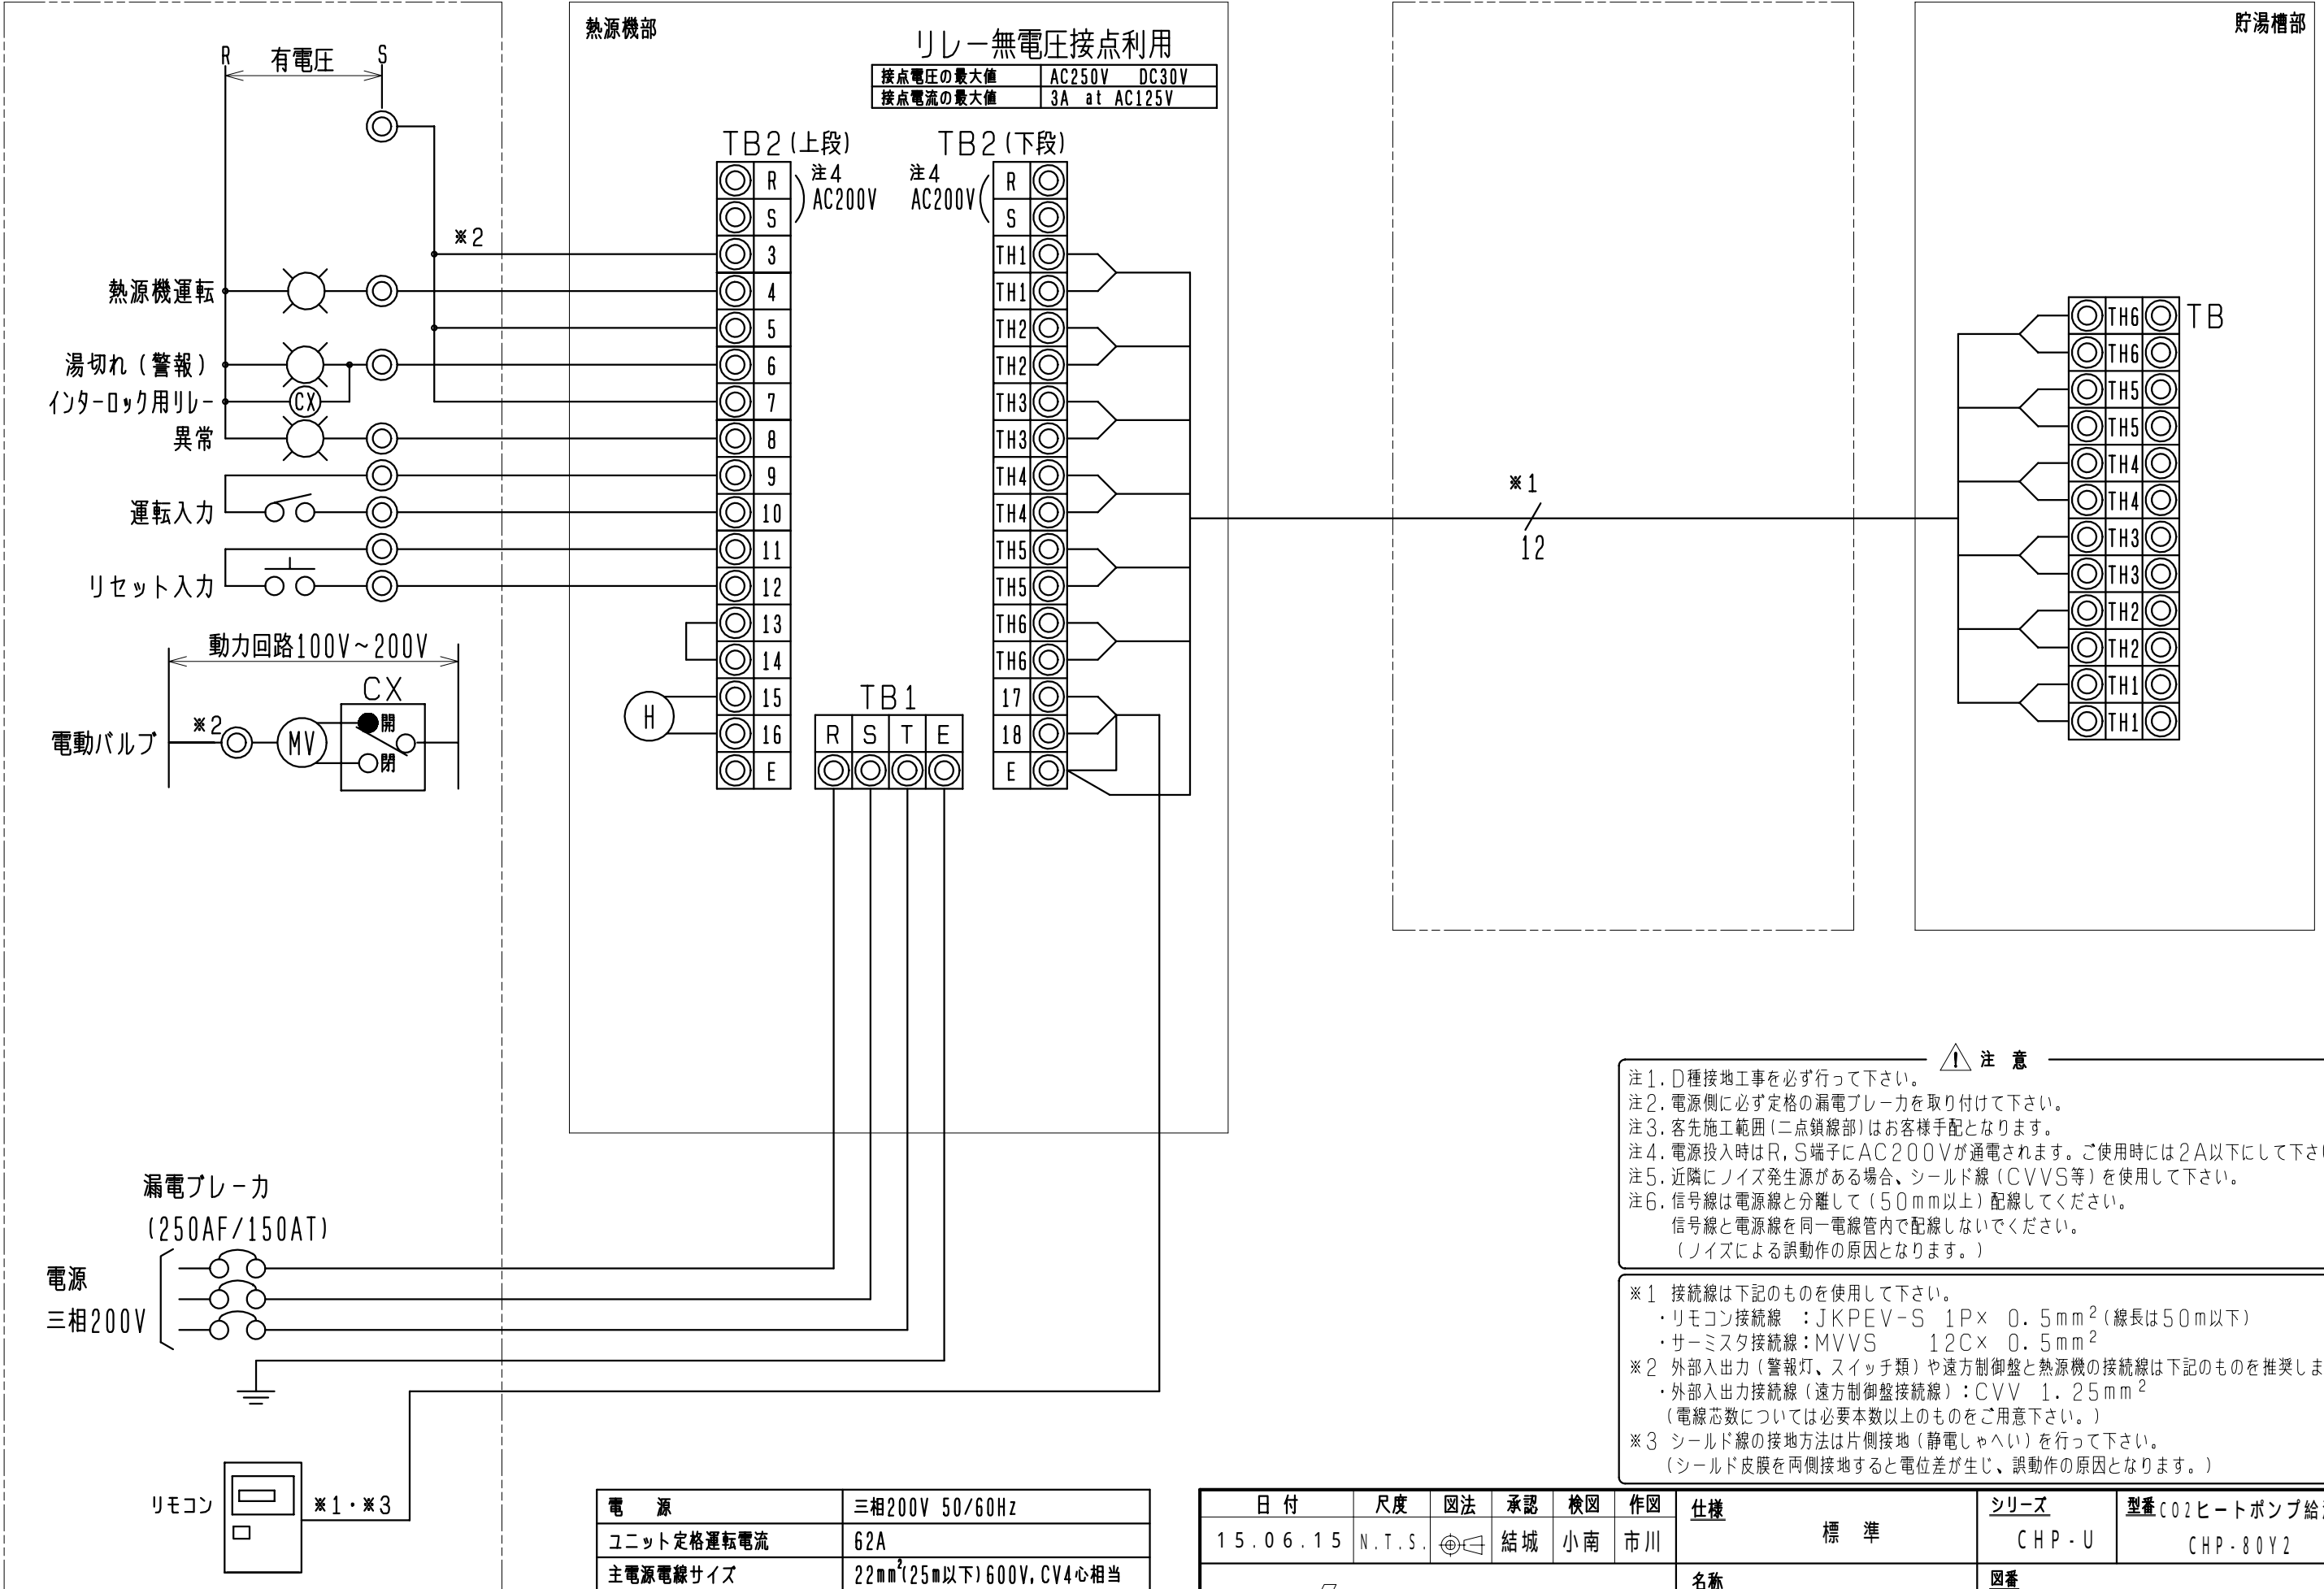 熱源機部
貯湯槽部
リレー無電圧接点利用
接点電圧の最大値 AC250V DC30V
接点電流の最大値 3A at AC125V
R 有電圧 S
TB2(上段)
注4
AC200V
R
S
3
4
5
6
7
8
9
10
11
12
13
14
15
16
E
TB2(下段)
注4
AC200V
R
S
TH1
TH1
TH2
TH2
TH3
TH3
TH4
TH4
TH5
TH5
TH6
TH6
17
18
E
※2
熱源機運転
湯切れ(警報)
インターロック用リレー CX
異常
運転入力
リセット入力
動力回路100V~200V
CX
電動バルブ ※2 MV 開
閉
H
TB1
R S T E
※1
12
TB
TH6
TH6
TH5
TH5
TH4
TH4
TH3
TH3
TH2
TH2
TH1
TH1
漏電ブレーカ
(250AF/150AT)
電源
三相200V
リモコン ※1・※3
注 意
注1.D種接地工事を必ず行って下さい。
注2.電源側に必ず定格の漏電ブレーカを取り付けて下さい。
注3.客先施工範囲(二点鎖線部)はお客様手配となります。
注4.電源投入時はR,S端子にAC200Vが通電されます。ご使用時には2A以下にして下さ
注5.近隣にノイズ発生源がある場合、シールド線(CVVS等)を使用して下さい。
注6.信号線は電源線と分離して(50mm以上)配線してください。
信号線と電源線を同一電線管内で配線しないでください。
(ノイズによる誤動作の原因となります。)
※1 接続線は下記のものを使用して下さい。
・リモコン接続線 :JKPEV-S 1P× 0.5mm²(線長は50m以下)
・サーミスタ接続線:MVVS 12C× 0.5mm²
※2 外部入出力(警報灯、スイッチ類)や遠方制御盤と熱源機の接続線は下記のものを推奨しま
・外部入出力接続線(遠方制御盤接続線):CVV 1.25mm²
(電線芯数については必要本数以上のものをご用意下さい。)
※3 シールド線の接地方法は片側接地(静電しゃへい)を行って下さい。
(シールド皮膜を両側接地すると電位差が生じ、誤動作の原因となります。)
電 源 三相200V 50/60Hz
ユニット定格運転電流 62A
主電源電線サイズ 22mm²(25m以下)600V,CV4心相当
日 付 尺度 図法 承認 検図 作図
15.06.15 N.T.S. 結城 小南 市川
仕様
標 準
シリーズ
CHP-U
型番 CO2ヒートポンプ給
CHP-80Y2
名称
図番